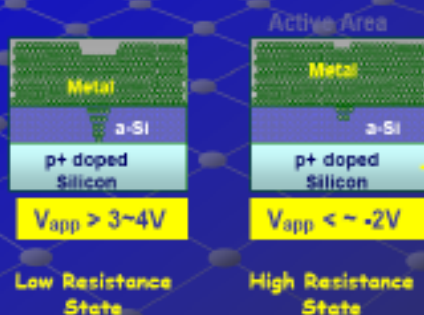 Active Area
Metal
a-Si
p+ doped
Silicon
Vapp > 3~4V
Low Resistance
State
Metal
a-Si
p+ doped
Silicon
Vapp < ~ -2V
High Resistance
State